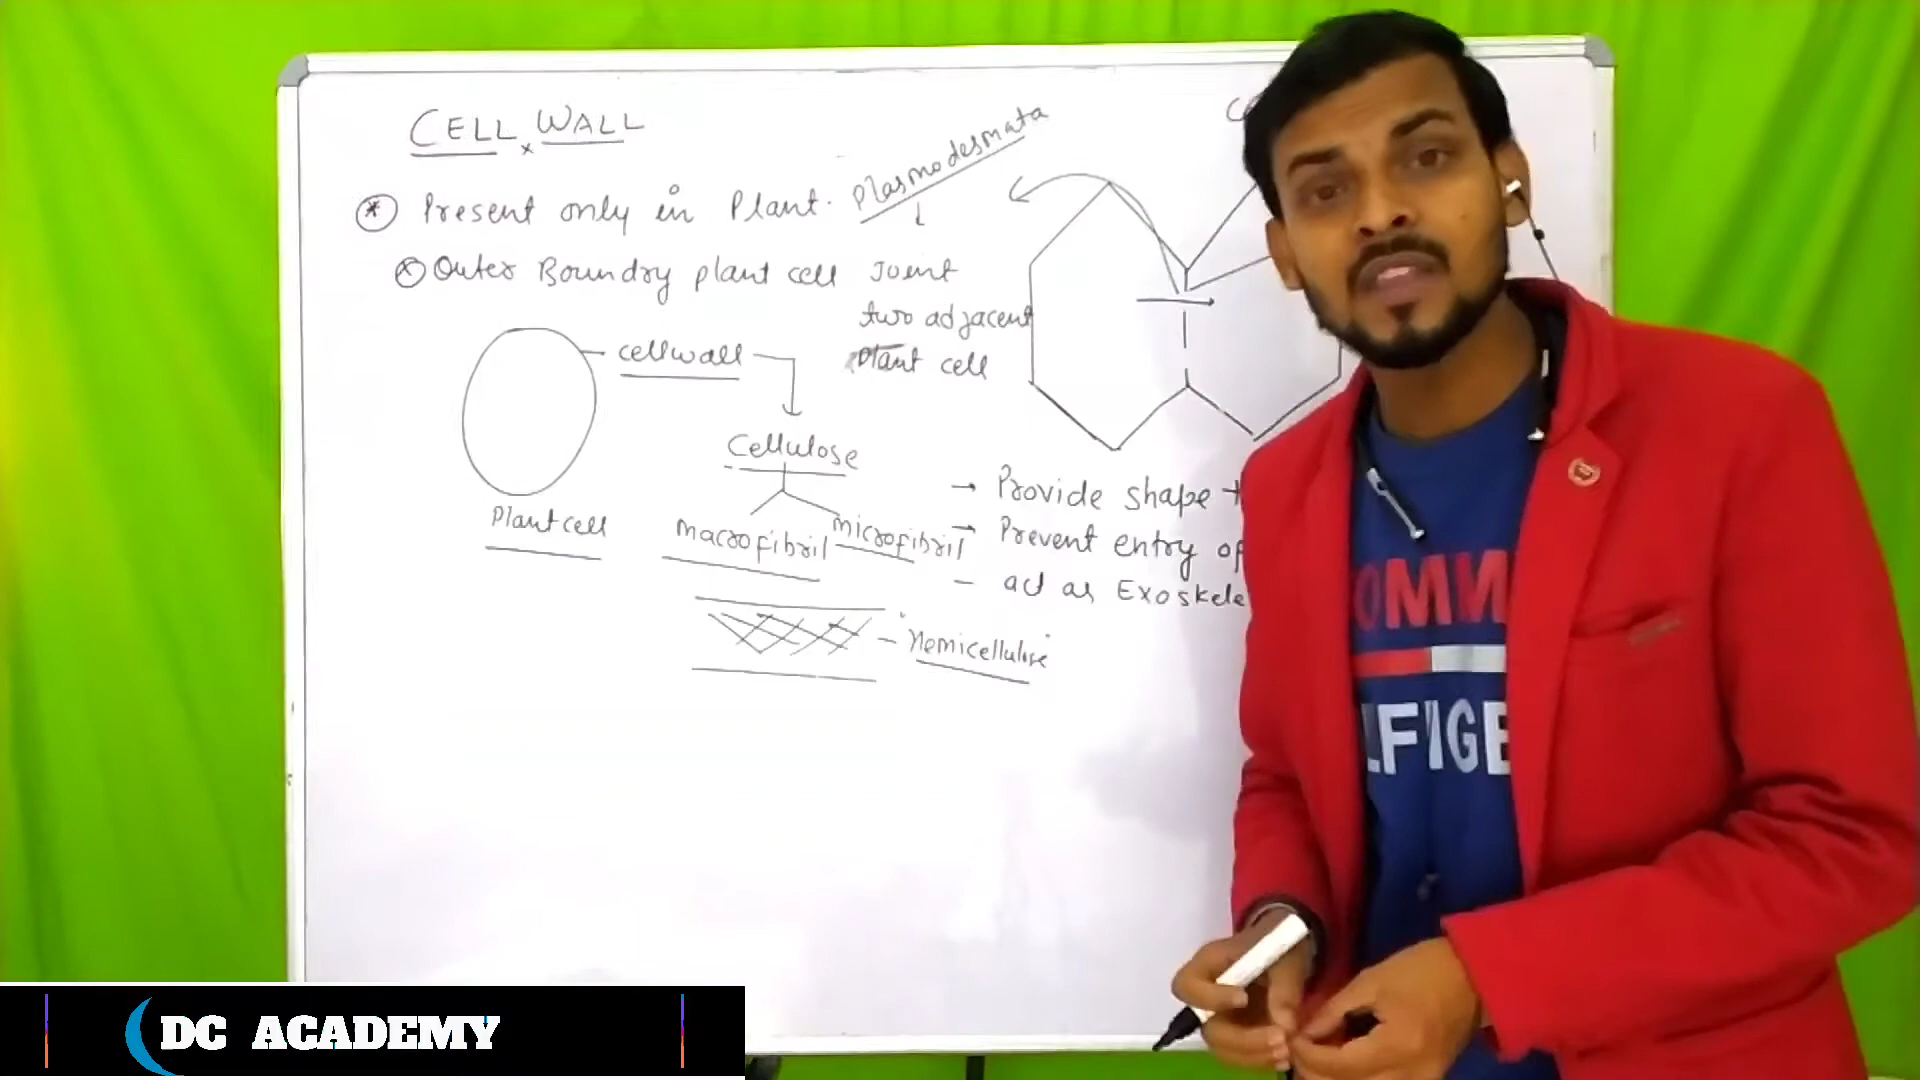 CELL WALL
Present only in Plant.
Plasmodesmata
Outer Boundry plant cell
Joint
two adjacent
plant cell
cellwall
Cellulose
Plant cell
macrofibril
microfibril
Hemicellulose
→ Provide shape
→ Prevent entry of
- act as Exoskele
DC ACADEMY